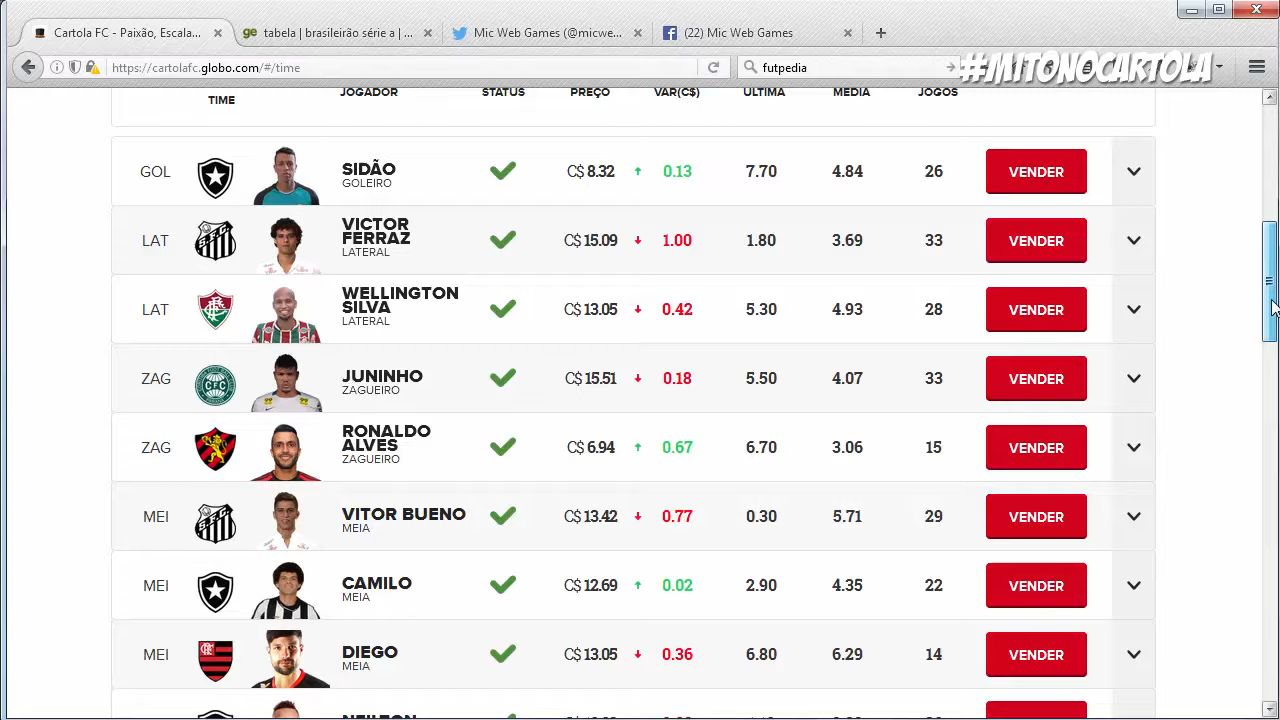 Cartola FC - Paixão, Escala...
ge tabela | brasileirão série a | ...
Mic Web Games (@micwe...
(22) Mic Web Games
https://cartolafc.globo.com/#/time
futpedia
#MITONOCARTOLA
TIME JOGADOR STATUS PREÇO VAR(C$) ÚLTIMA MÉDIA JOGOS
GOL SIDÃO C$ 8.32 0.13 7.70 4.84 26 VENDER
GOLEIRO
LAT VICTOR
FERRAZ C$ 15.09 1.00 1.80 3.69 33 VENDER
LATERAL
LAT WELLINGTON
SILVA C$ 13.05 0.42 5.30 4.93 28 VENDER
LATERAL
ZAG JUNINHO C$ 15.51 0.18 5.50 4.07 33 VENDER
ZAGUEIRO
CFC
ZAG RONALDO
ALVES C$ 6.94 0.67 6.70 3.06 15 VENDER
ZAGUEIRO
MEI VITOR BUENO C$ 13.42 0.77 0.30 5.71 29 VENDER
MEIA
MEI CAMILO C$ 12.69 0.02 2.90 4.35 22 VENDER
MEIA
MEI DIEGO C$ 13.05 0.36 6.80 6.29 14 VENDER
MEIA